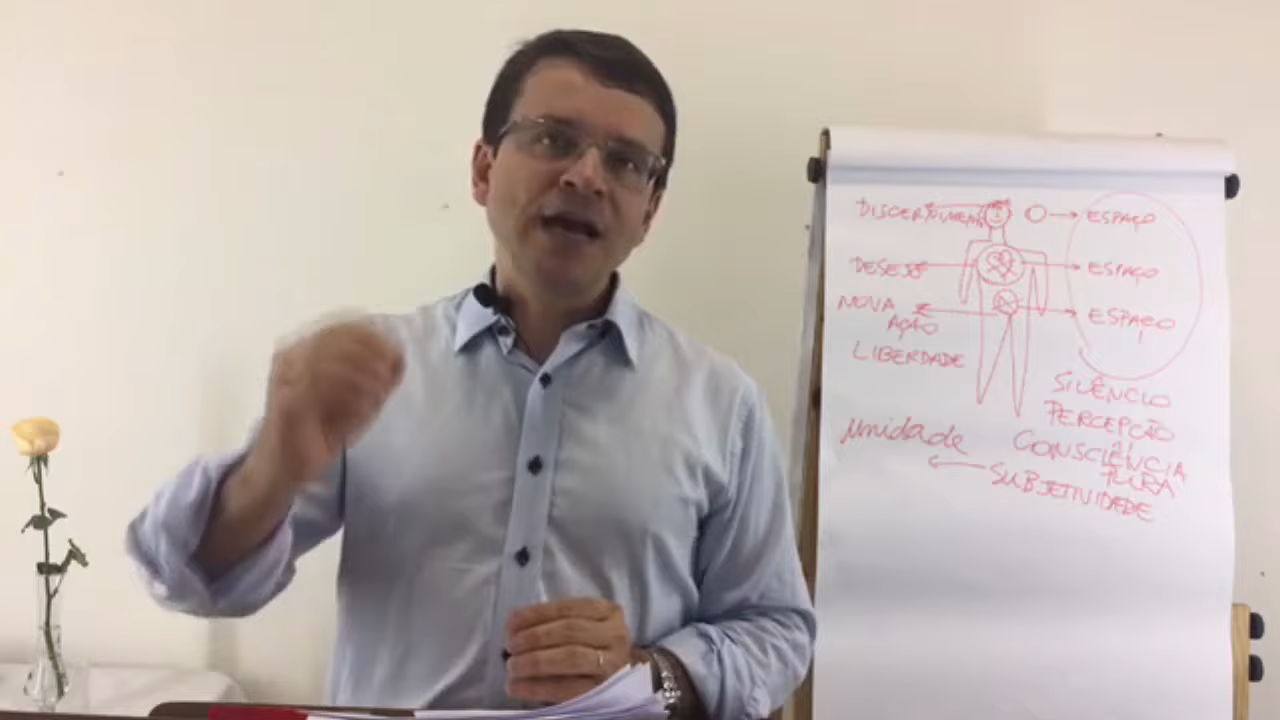 DISCERNIMENTO ESPAÇO
DESEJO ESPAÇO
NOVA AÇÃO ESPAÇO
LIBERDADE
SILÊNCIO
PERCEPÇÃO
Unidade CONSCIÊNCIA
PURA
SUBJETIVIDADE